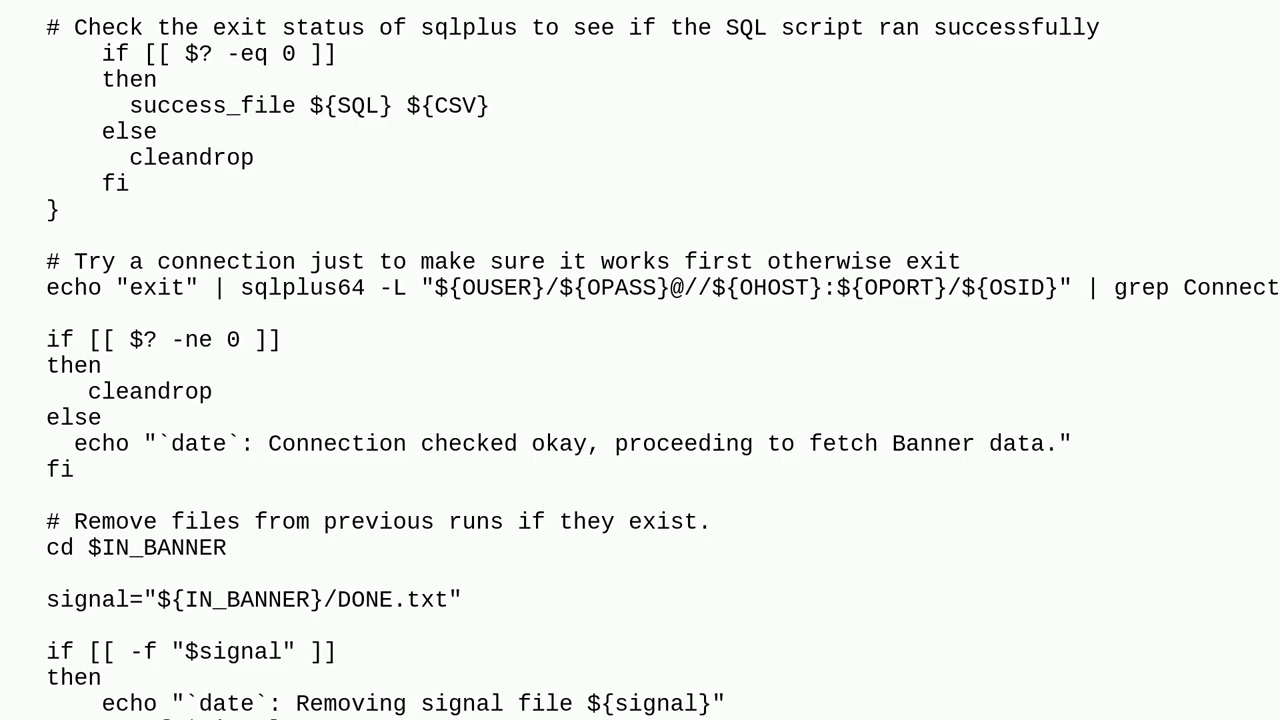 # Check the exit status of sqlplus to see if the SQL script ran successfully
    if [[ $? -eq 0 ]]
    then
      success_file ${SQL} ${CSV}
    else
      cleandrop
    fi
}

# Try a connection just to make sure it works first otherwise exit
echo "exit" | sqlplus64 -L "${OUSER}/${OPASS}@//${OHOST}:${OPORT}/${OSID}" | grep Connect

if [[ $? -ne 0 ]]
then
   cleandrop
else
  echo "`date`: Connection checked okay, proceeding to fetch Banner data."
fi

# Remove files from previous runs if they exist.
cd $IN_BANNER

signal="${IN_BANNER}/DONE.txt"

if [[ -f "$signal" ]]
then
    echo "`date`: Removing signal file ${signal}"